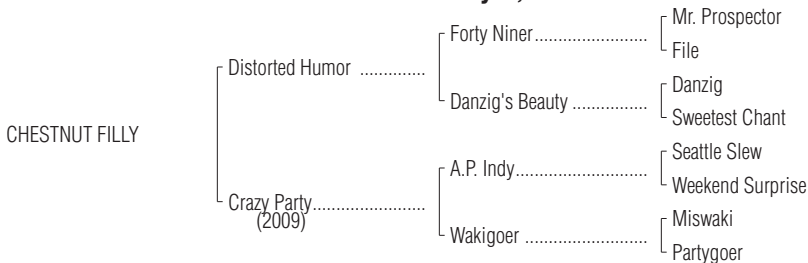 Mr. Prospector
Forty Niner
File
Distorted Humor
Danzig
Danzig's Beauty
Sweetest Chant
CHESTNUT FILLY
Seattle Slew
A.P. Indy
Weekend Surprise
Crazy Party
(2009)
Miswaki
Wakigoer
Partygoer